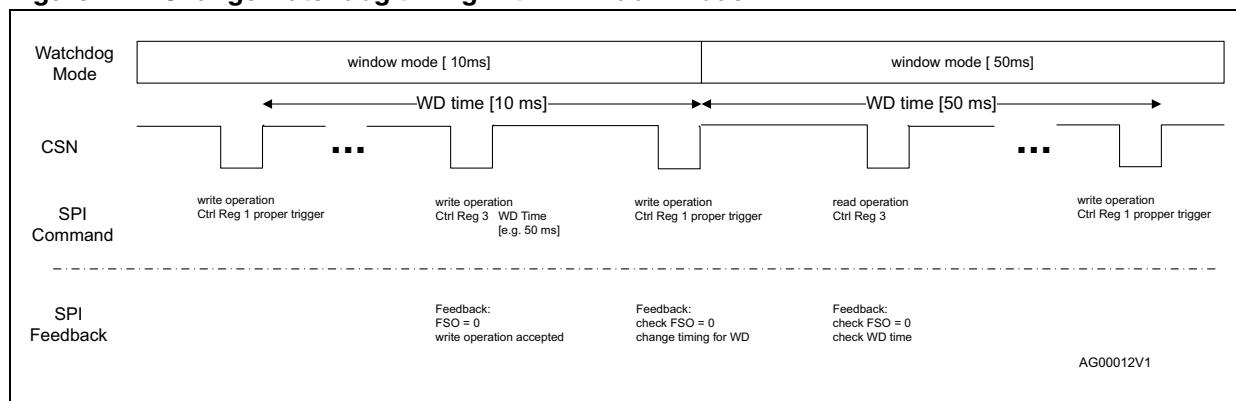 Watchdog
Mode
window mode [ 10ms]
window mode [ 50ms]
WD time [10 ms]
WD time [50 ms]
CSN
...
...
SPI
Command
write operation
Ctrl Reg 1 proper trigger
write operation
Ctrl Reg 3 WD Time
[e.g. 50 ms]
write operation
Ctrl Reg 1 proper trigger
read operation
Ctrl Reg 3
write operation
Ctrl Reg 1 propper trigger
SPI
Feedback
Feedback:
FSO = 0
write operation accepted
Feedback:
check FSO = 0
change timing for WD
Feedback:
check FSO = 0
check WD time
AG00012V1